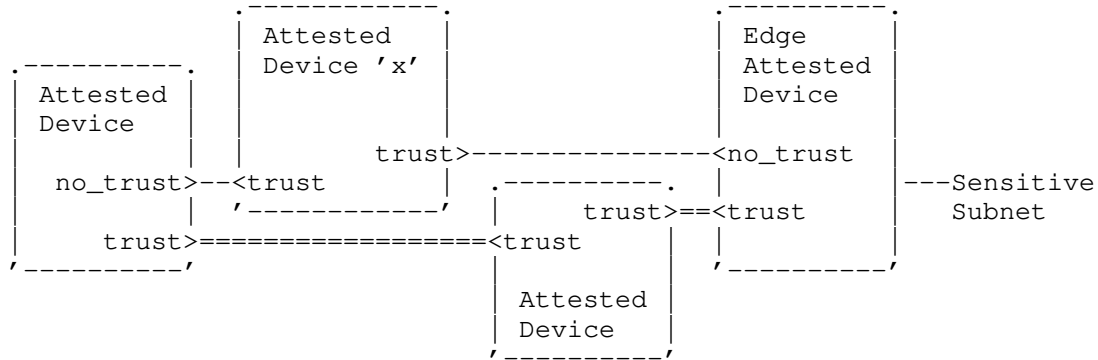 Attested
Device 'x'
Edge
Attested
Device
Attested
Device
trust>---------------<no_trust
no_trust>--<trust
---Sensitive
Subnet
trust>==<trust
trust>==================<trust
Attested
Device